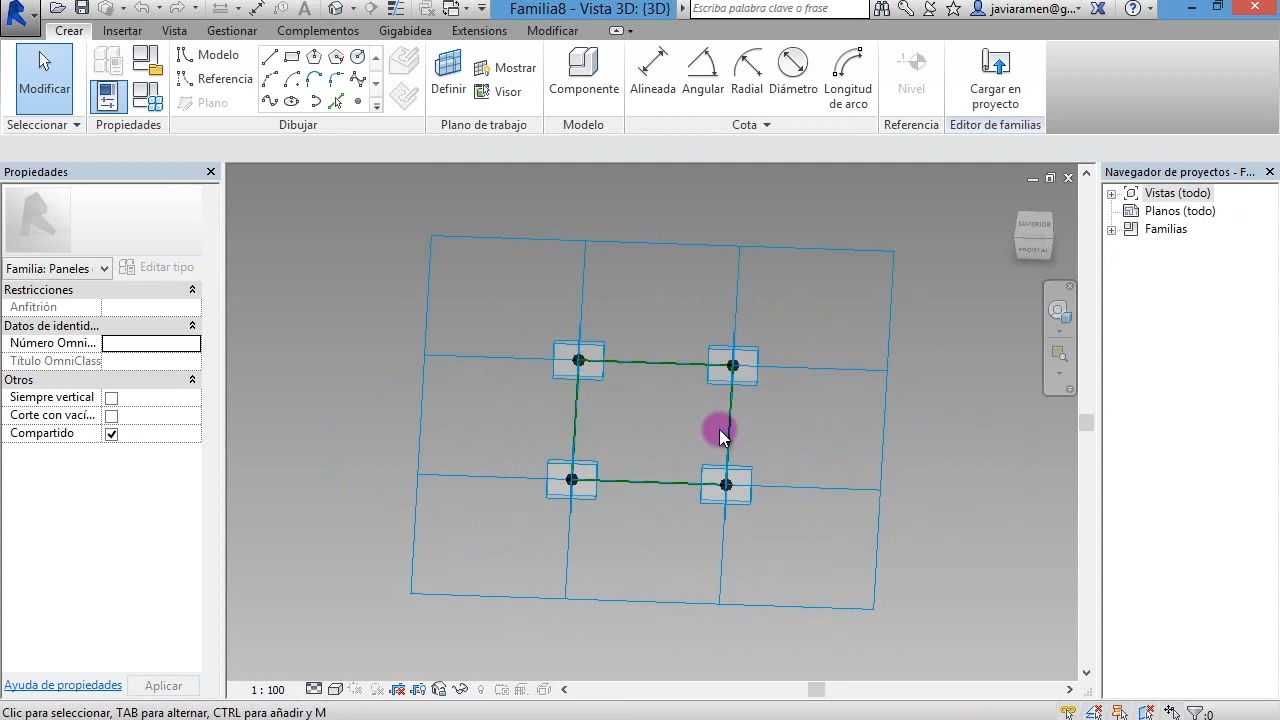 Familia8 - Vista 3D: {3D}
Escriba palabra clave o frase
javiaramen@g...
Crear Insertar Vista Gestionar Complementos Gigabidea Extensions Modificar
Modificar
Modelo
Referencia
Plano
Definir
Mostrar
Visor
Componente
Alineada Angular Radial Diámetro Longitud de arco
Nivel
Cargar en proyecto
Seleccionar Propiedades Dibujar Plano de trabajo Modelo Cota Referencia Editor de familias
Propiedades
Familia: Paneles
Editar tipo
Restricciones
Anfitrión
Datos de identid...
Número Omni...
Título OmniClass
Otros
Siempre vertical
Corte con vací...
Compartido
Ayuda de propiedades
Aplicar
SUPERIOR
FRONTAL
1 : 100
Navegador de proyectos - F...
Vistas (todo)
Planos (todo)
Familias
Clic para seleccionar, TAB para alternar, CTRL para añadir y M
:0